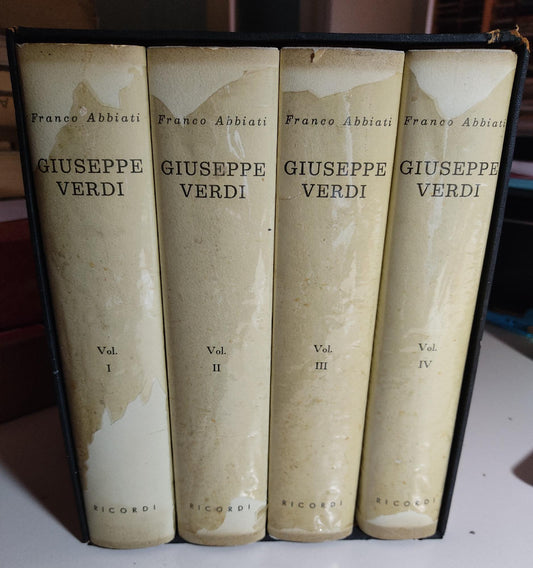 Franco Abbiati
GIUSEPPE
VERDI
Vol.
I
RICORDI
Franco Abbiati
GIUSEPPE
VERDI
Vol.
II
RICORDI
Franco Abbiati
GIUSEPPE
VERDI
Vol.
III
RICORDI
Franco Abbiati
GIUSEPPE
VERDI
Vol.
IV
RICORDI